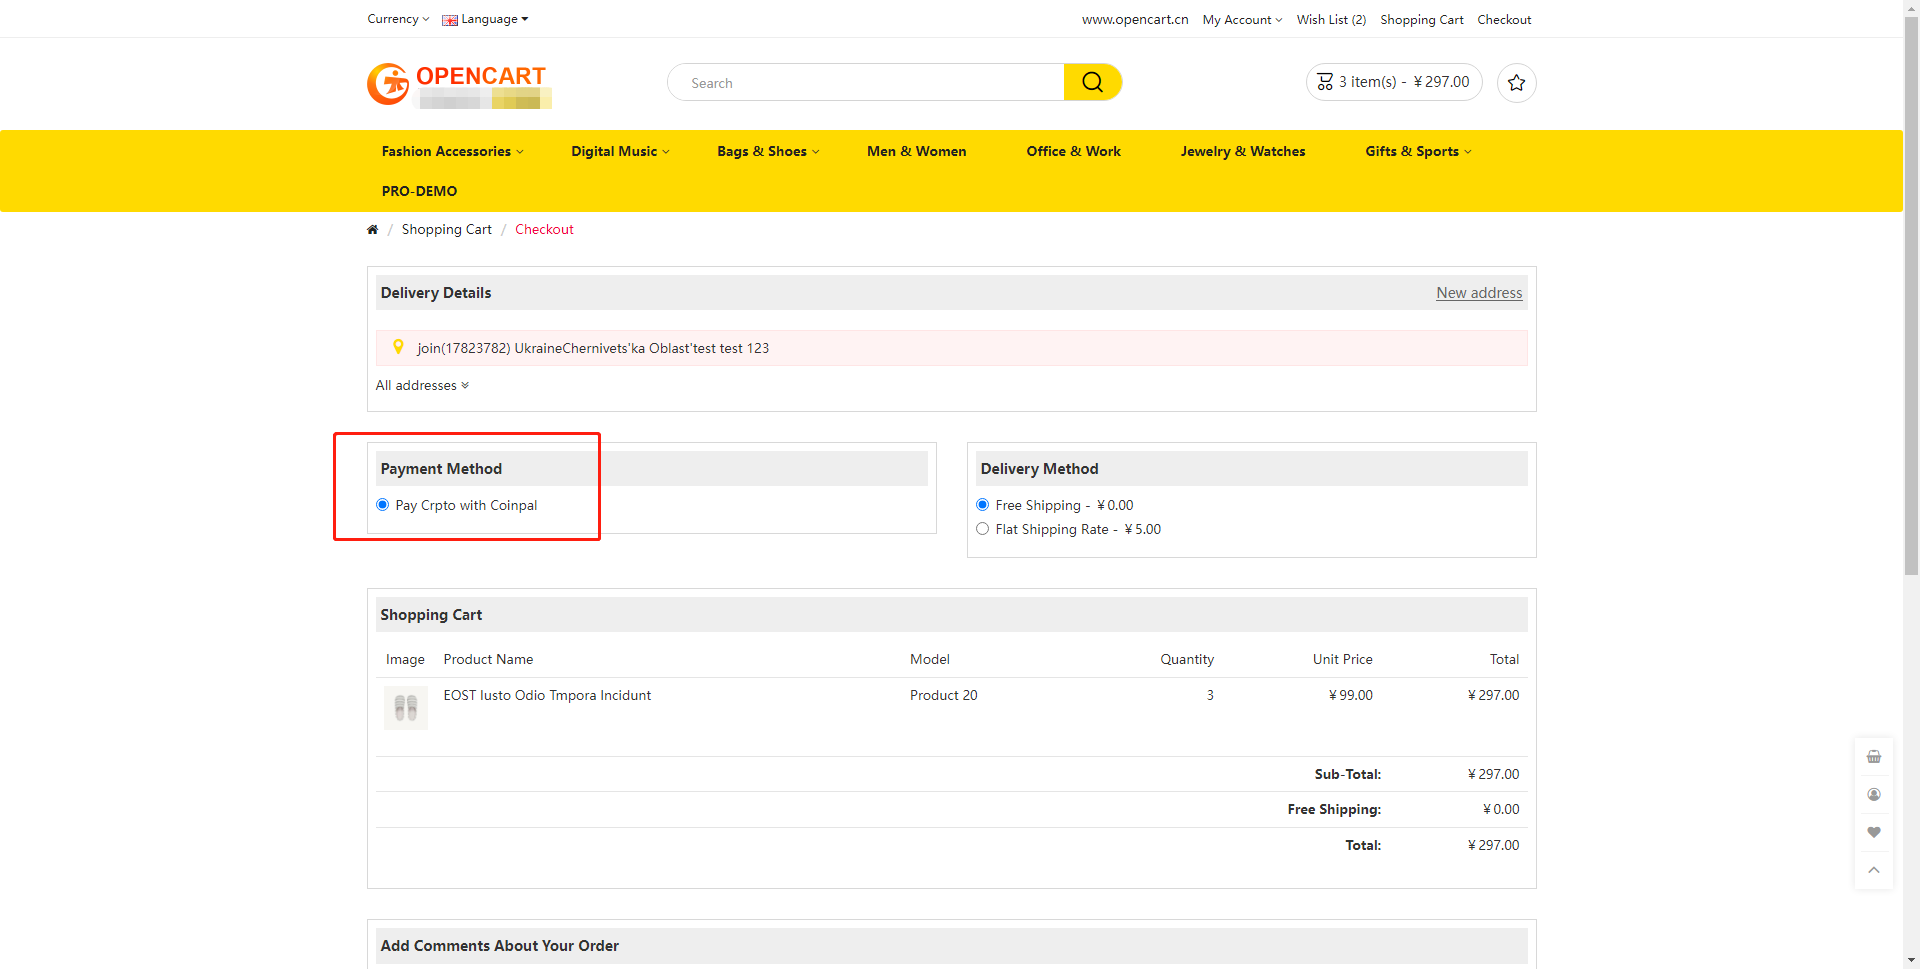 Currency Language www.opencart.cn My Account Wish List (2) Shopping Cart Checkout
OPENCART Search 3 item(s) - ¥297.00
Fashion Accessories Digital Music Bags & Shoes Men & Women Office & Work Jewelry & Watches Gifts & Sports
PRO-DEMO
/ Shopping Cart / Checkout
Delivery Details New address
join(17823782) UkraineChernivets'ka Oblast'test test 123
All addresses
Payment Method
Pay Crpto with Coinpal
Delivery Method
Free Shipping - ¥0.00
Flat Shipping Rate - ¥5.00
Shopping Cart
Image Product Name Model Quantity Unit Price Total
EOST Iusto Odio Tmpora Incidunt Product 20 3 ¥99.00 ¥297.00
Sub-Total: ¥297.00
Free Shipping: ¥0.00
Total: ¥297.00
Add Comments About Your Order